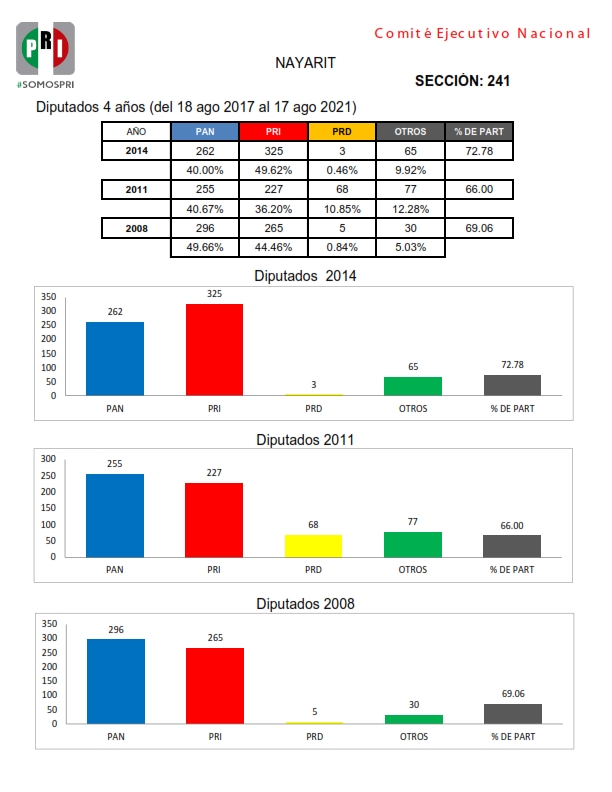 Comité Ejecutivo Nacional
PRI
#SOMOSPRI
NAYARIT
SECCIÓN: 241
Diputados 4 años (del 18 ago 2017 al 17 ago 2021)
AÑO PAN PRI PRD OTROS % DE PART
2014 262 325 3 65 72.78
40.00% 49.62% 0.46% 9.92%
2011 255 227 68 77 66.00
40.67% 36.20% 10.85% 12.28%
2008 296 265 5 30 69.06
49.66% 44.46% 0.84% 5.03%
Diputados 2014
350
300
250
200
150
100
50
0
262 325 3 65 72.78
PAN PRI PRD OTROS % DE PART
Diputados 2011
300
250
200
150
100
50
0
255 227 68 77 66.00
PAN PRI PRD OTROS % DE PART
Diputados 2008
350
300
250
200
150
100
50
0
296 265 5 30 69.06
PAN PRI PRD OTROS % DE PART